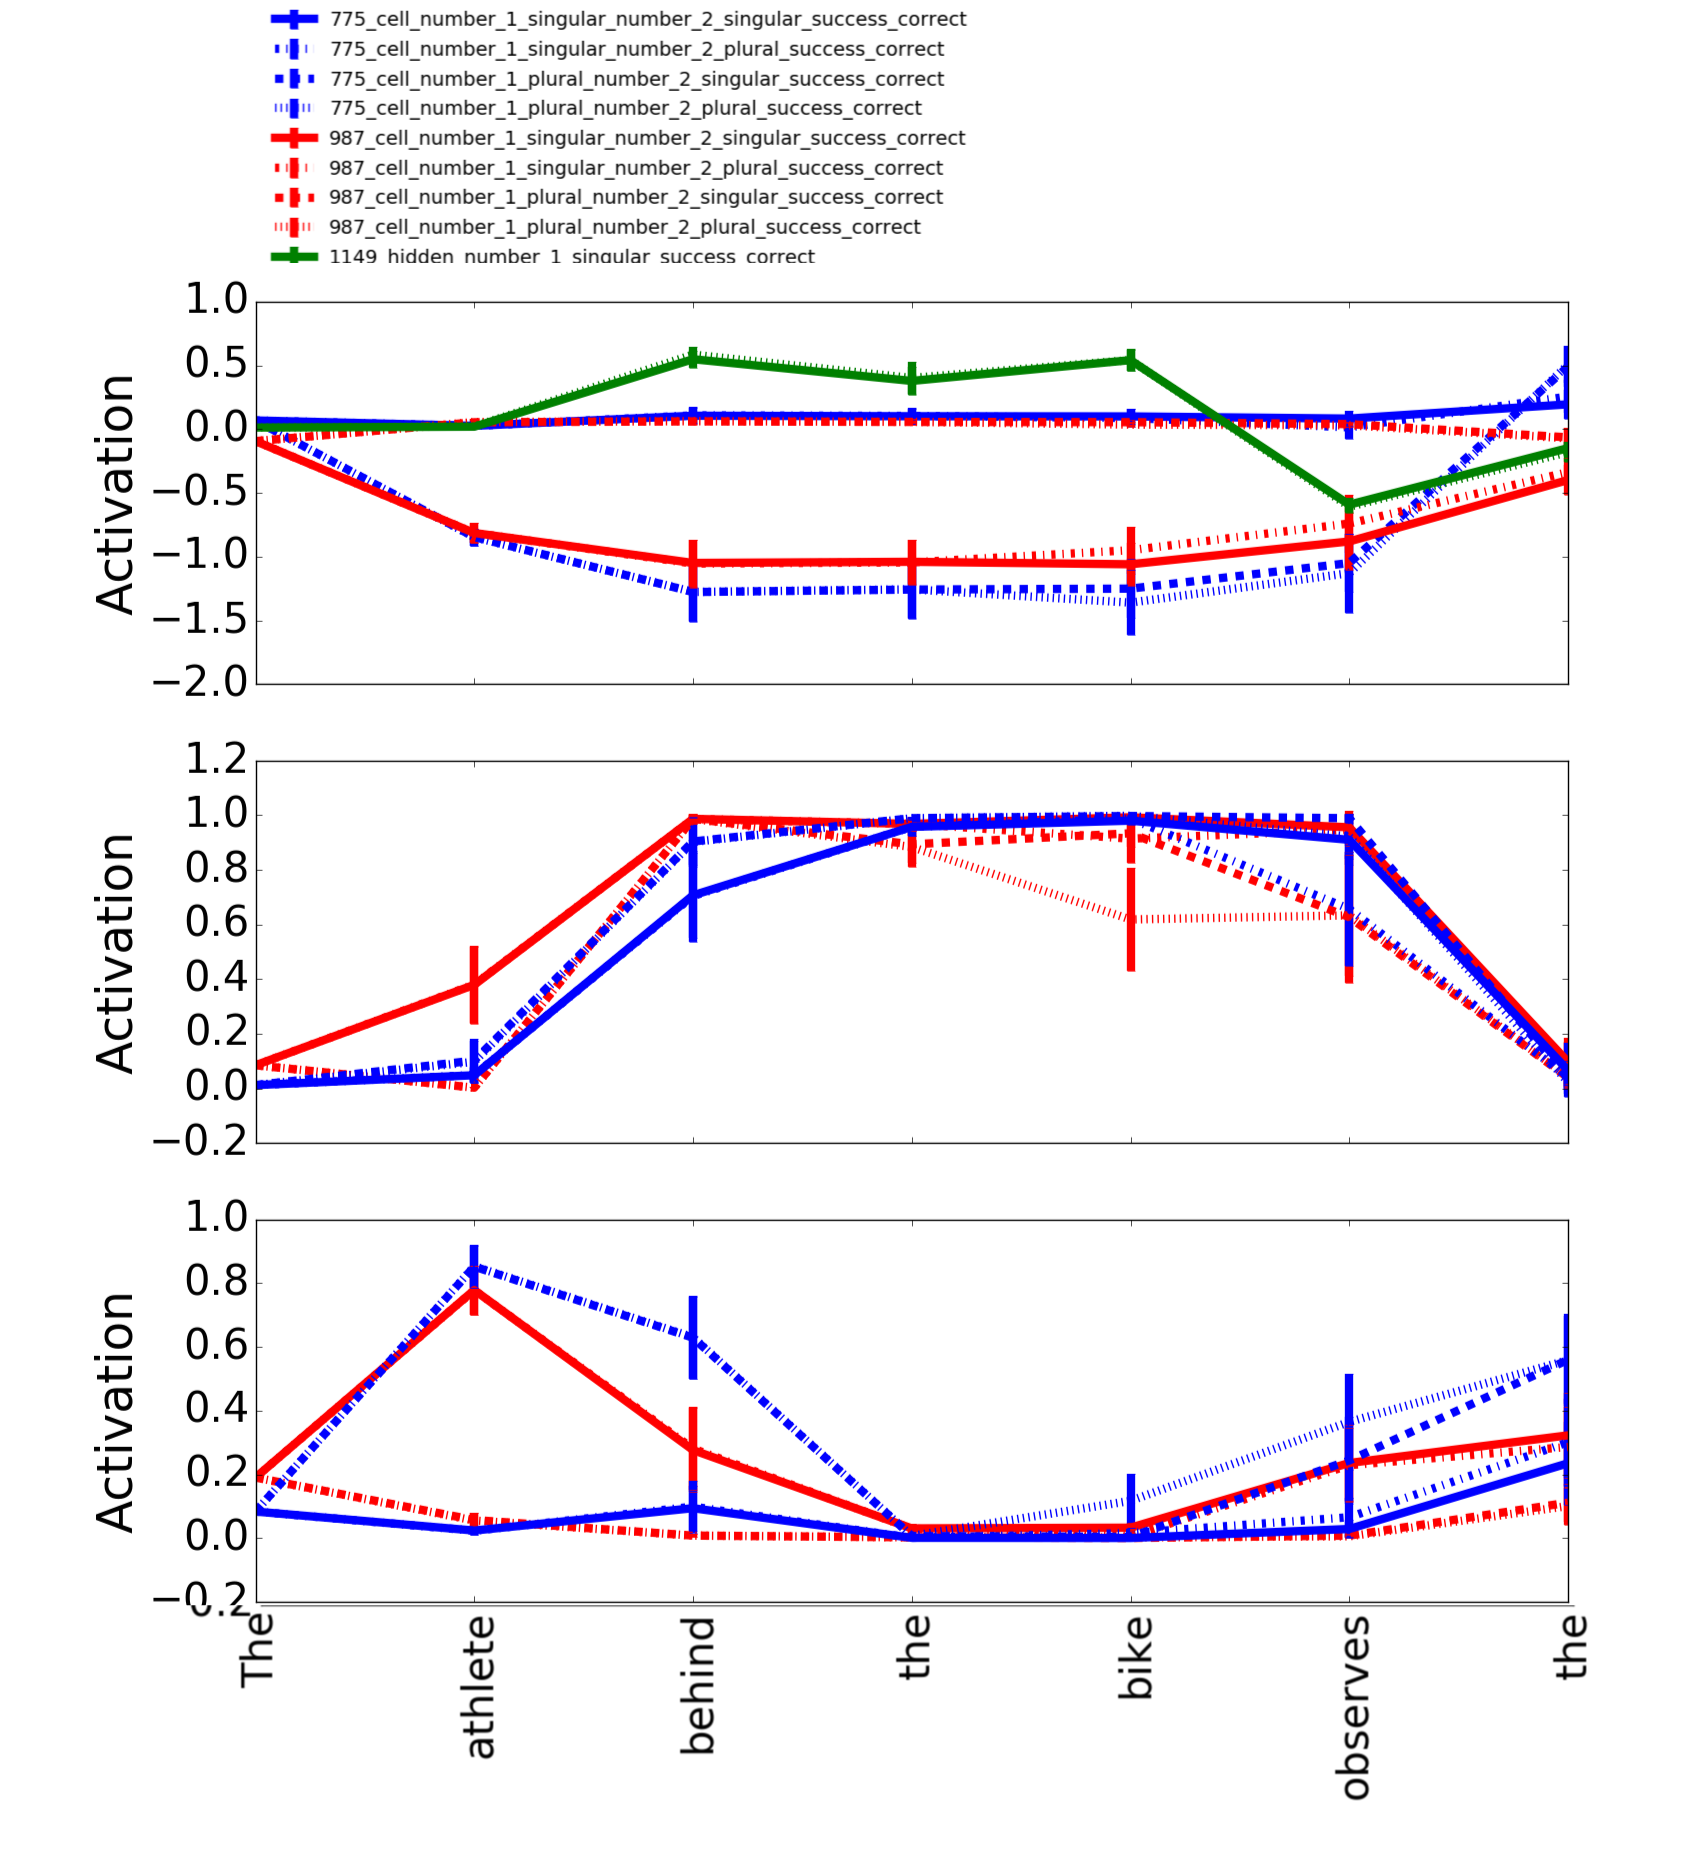 775_cell_number_1_singular_number_2_singular_success_correct
775_cell_number_1_singular_number_2_plural_success_correct
775_cell_number_1_plural_number_2_singular_success_correct
775_cell_number_1_plural_number_2_plural_success_correct
987_cell_number_1_singular_number_2_singular_success_correct
987_cell_number_1_singular_number_2_plural_success_correct
987_cell_number_1_plural_number_2_singular_success_correct
987_cell_number_1_plural_number_2_plural_success_correct
1149_hidden_number_1_singular_success_correct
1.0
0.5
0.0
−0.5
−1.0
−1.5
−2.0
Activation
1.2
1.0
0.8
0.6
0.4
0.2
0.0
−0.2
Activation
1.0
0.8
0.6
0.4
0.2
0.0
−0.2
Activation
The
athlete
behind
the
bike
observes
the